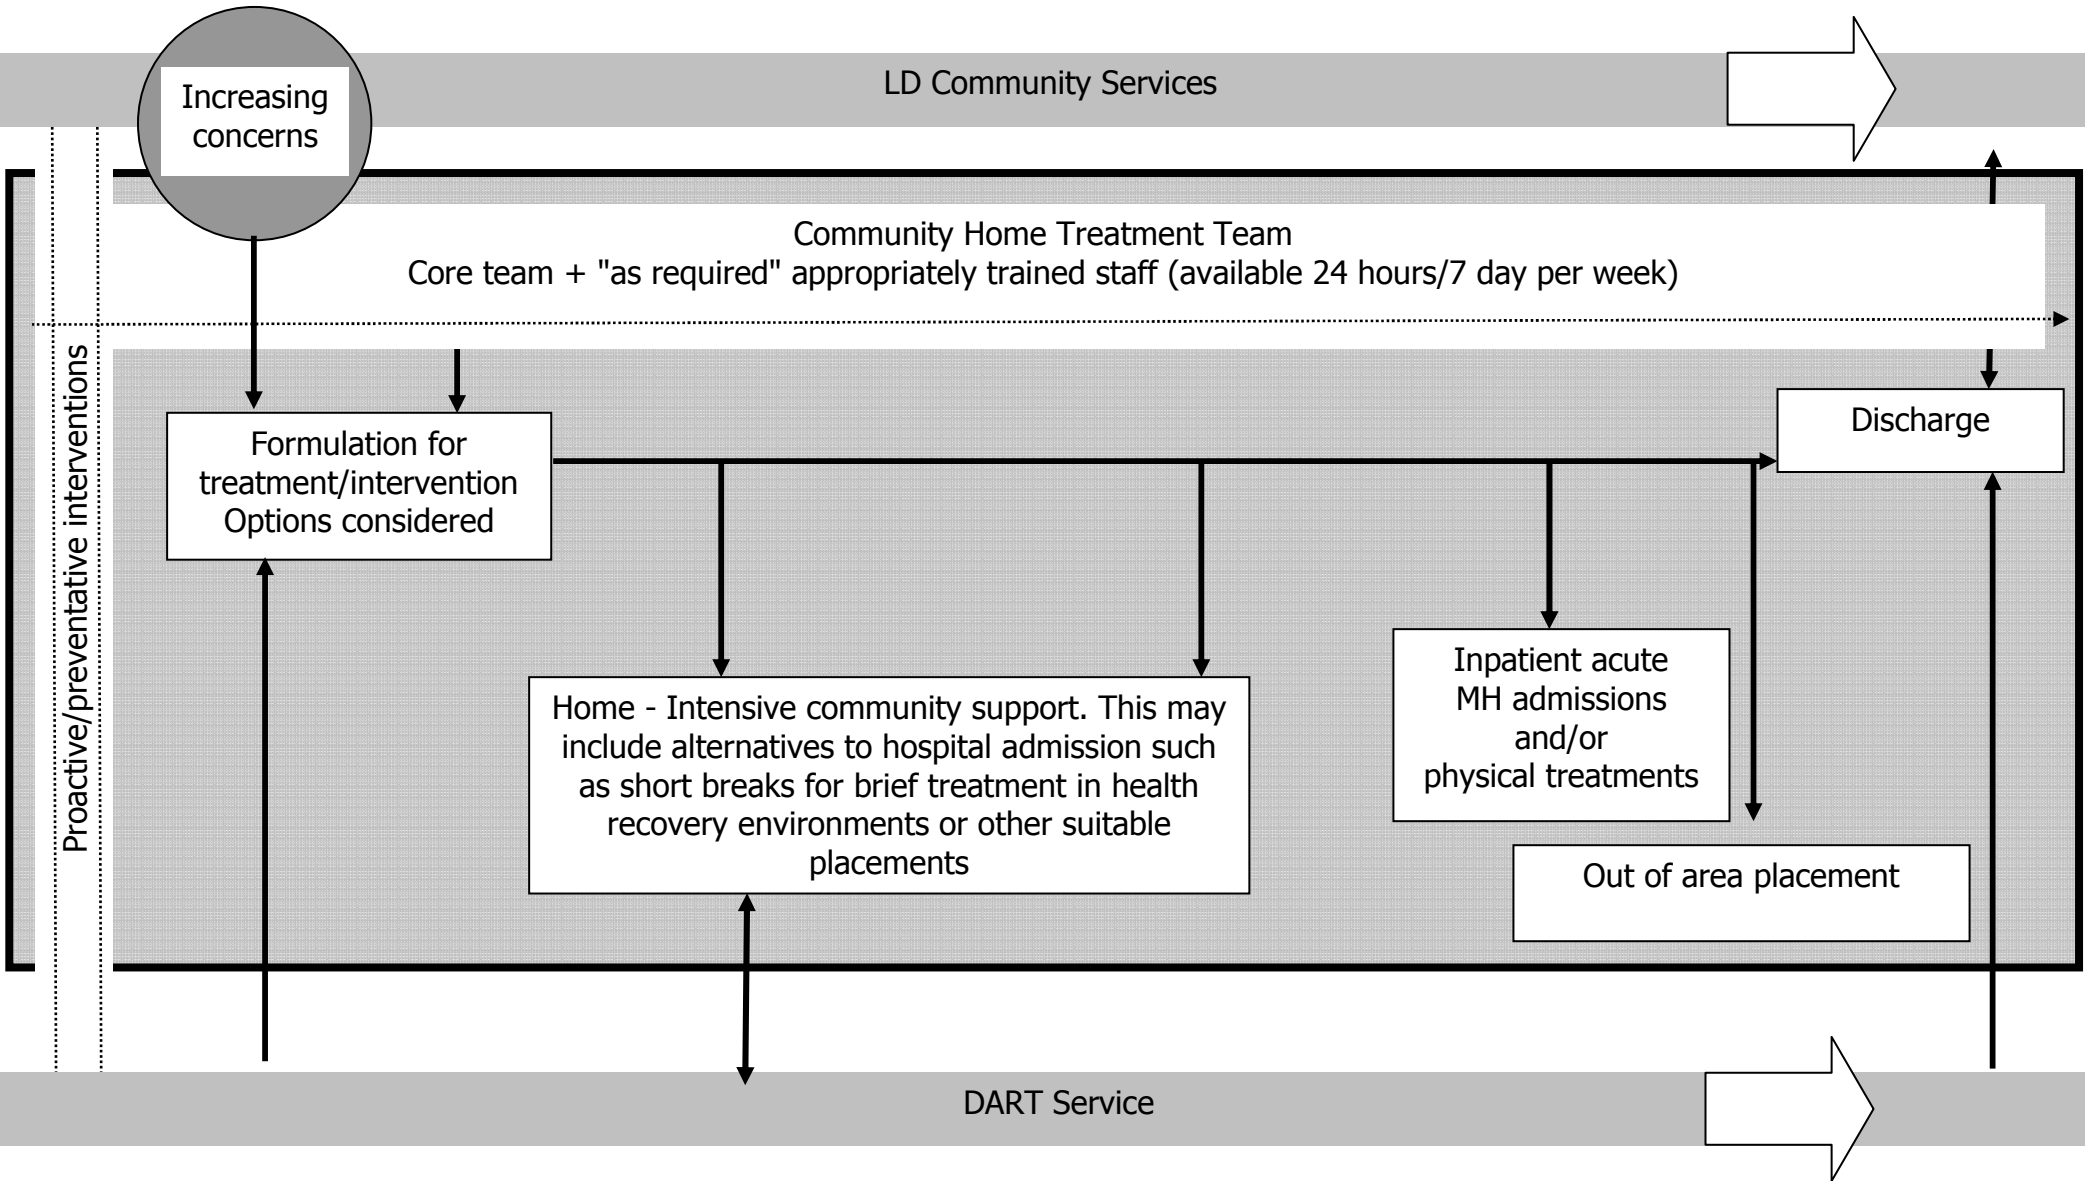 LD Community Services
Increasing
concerns
Community Home Treatment Team
Core team + "as required" appropriately trained staff (available 24 hours/7 day per week)
Proactive/preventative interventions
Formulation for
treatment/intervention
Options considered
Discharge
Home - Intensive community support. This may
include alternatives to hospital admission such
as short breaks for brief treatment in health
recovery environments or other suitable
placements
Inpatient acute
MH admissions
and/or
physical treatments
Out of area placement
DART Service